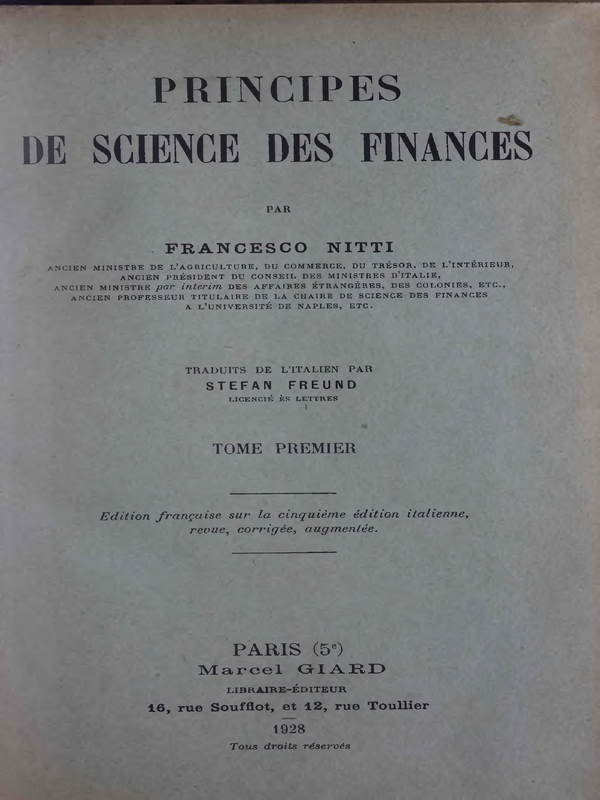 PRINCIPES
DE SCIENCE DES FINANCES
PAR
FRANCESCO NITTI
ANCIEN MINISTRE DE L'AGRICULTURE, DU COMMERCE, DU TRÉSOR, DE L'INTÉRIEUR,
ANCIEN PRÉSIDENT DU CONSEIL DES MINISTRES D'ITALIE,
ANCIEN MINISTRE par interim DES AFFAIRES ÉTRANGÈRES, DES COLONIES, ETC.,
ANCIEN PROFESSEUR TITULAIRE DE LA CHAIRE DE SCIENCE DES FINANCES
A L'UNIVERSITÉ DE NAPLES, ETC.
TRADUITS DE L'ITALIEN PAR
STEFAN FREUND
LICENCIÉ ÈS LETTRES
TOME PREMIER
Edition française sur la cinquième édition italienne,
revue, corrigée, augmentée.
PARIS (5e)
Marcel GIARD
LIBRAIRE-ÉDITEUR
16, rue Soufflot, et 12, rue Toullier
1928
Tous droits réservés